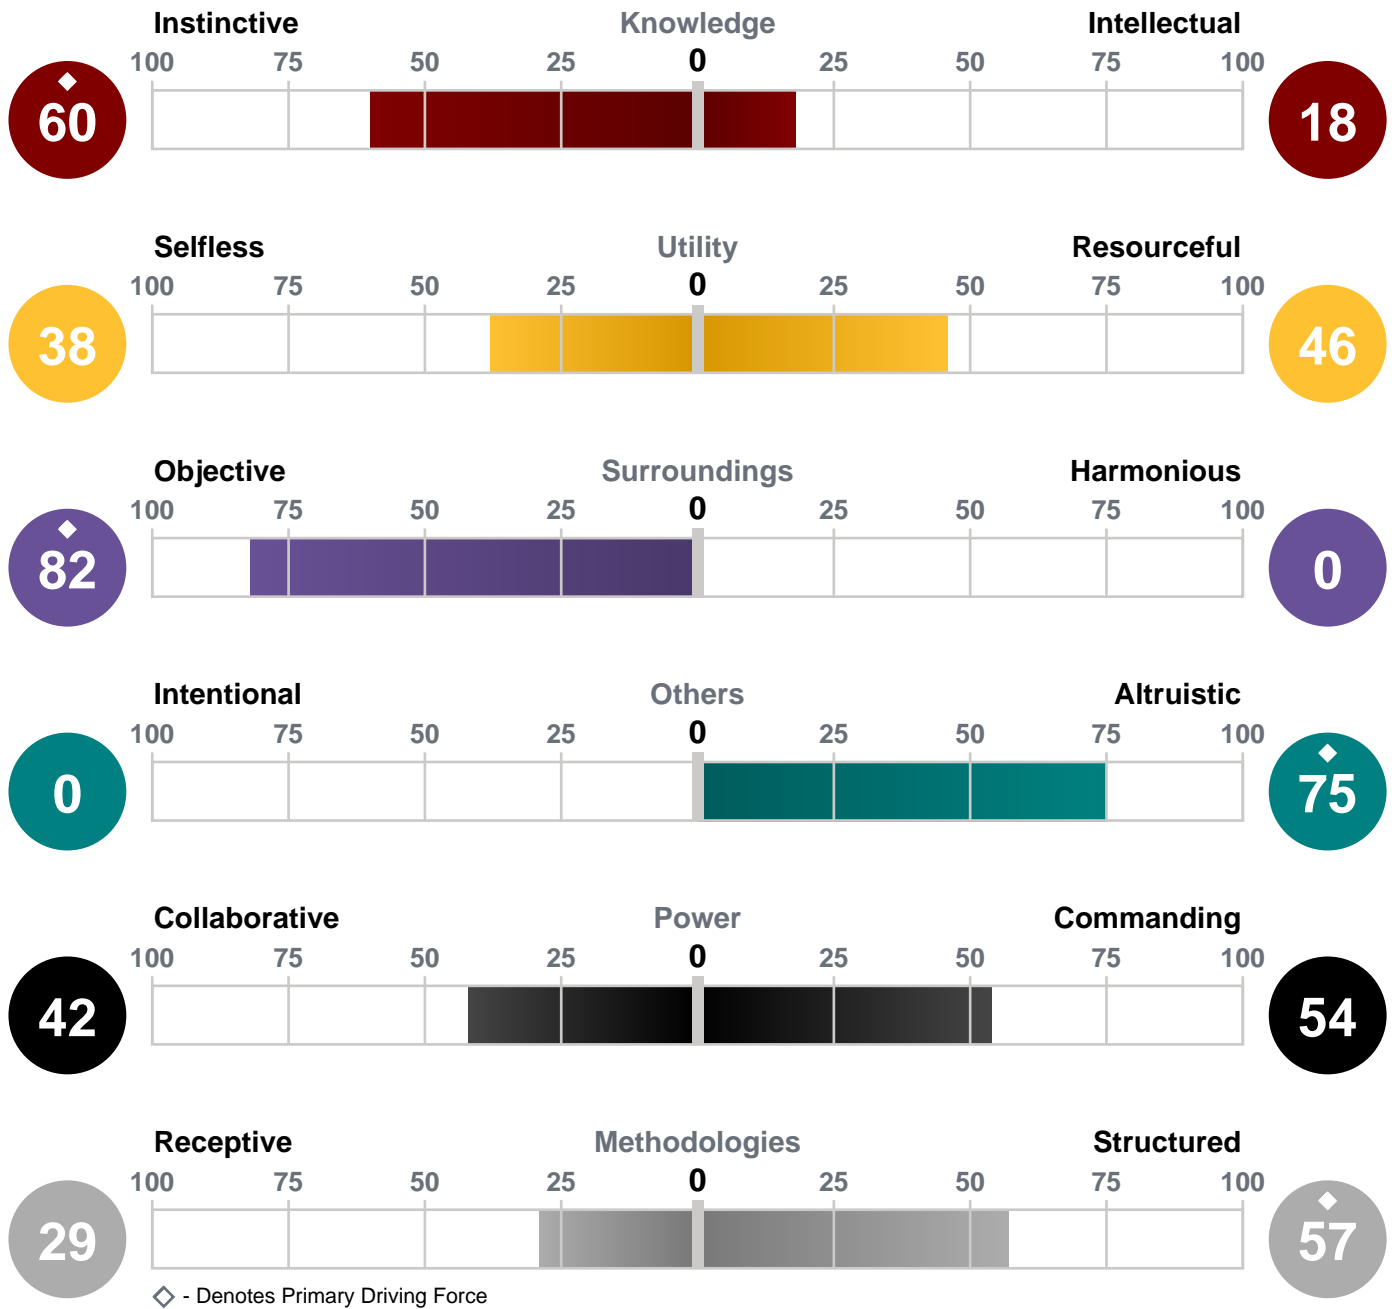 Instinctive Knowledge Intellectual
100 75 50 25 0 25 50 75 100
60 18
Selfless Utility Resourceful
100 75 50 25 0 25 50 75 100
38 46
Objective Surroundings Harmonious
100 75 50 25 0 25 50 75 100
82 0
Intentional Others Altruistic
100 75 50 25 0 25 50 75 100
0 75
Collaborative Power Commanding
100 75 50 25 0 25 50 75 100
42 54
Receptive Methodologies Structured
100 75 50 25 0 25 50 75 100
29 57
- Denotes Primary Driving Force